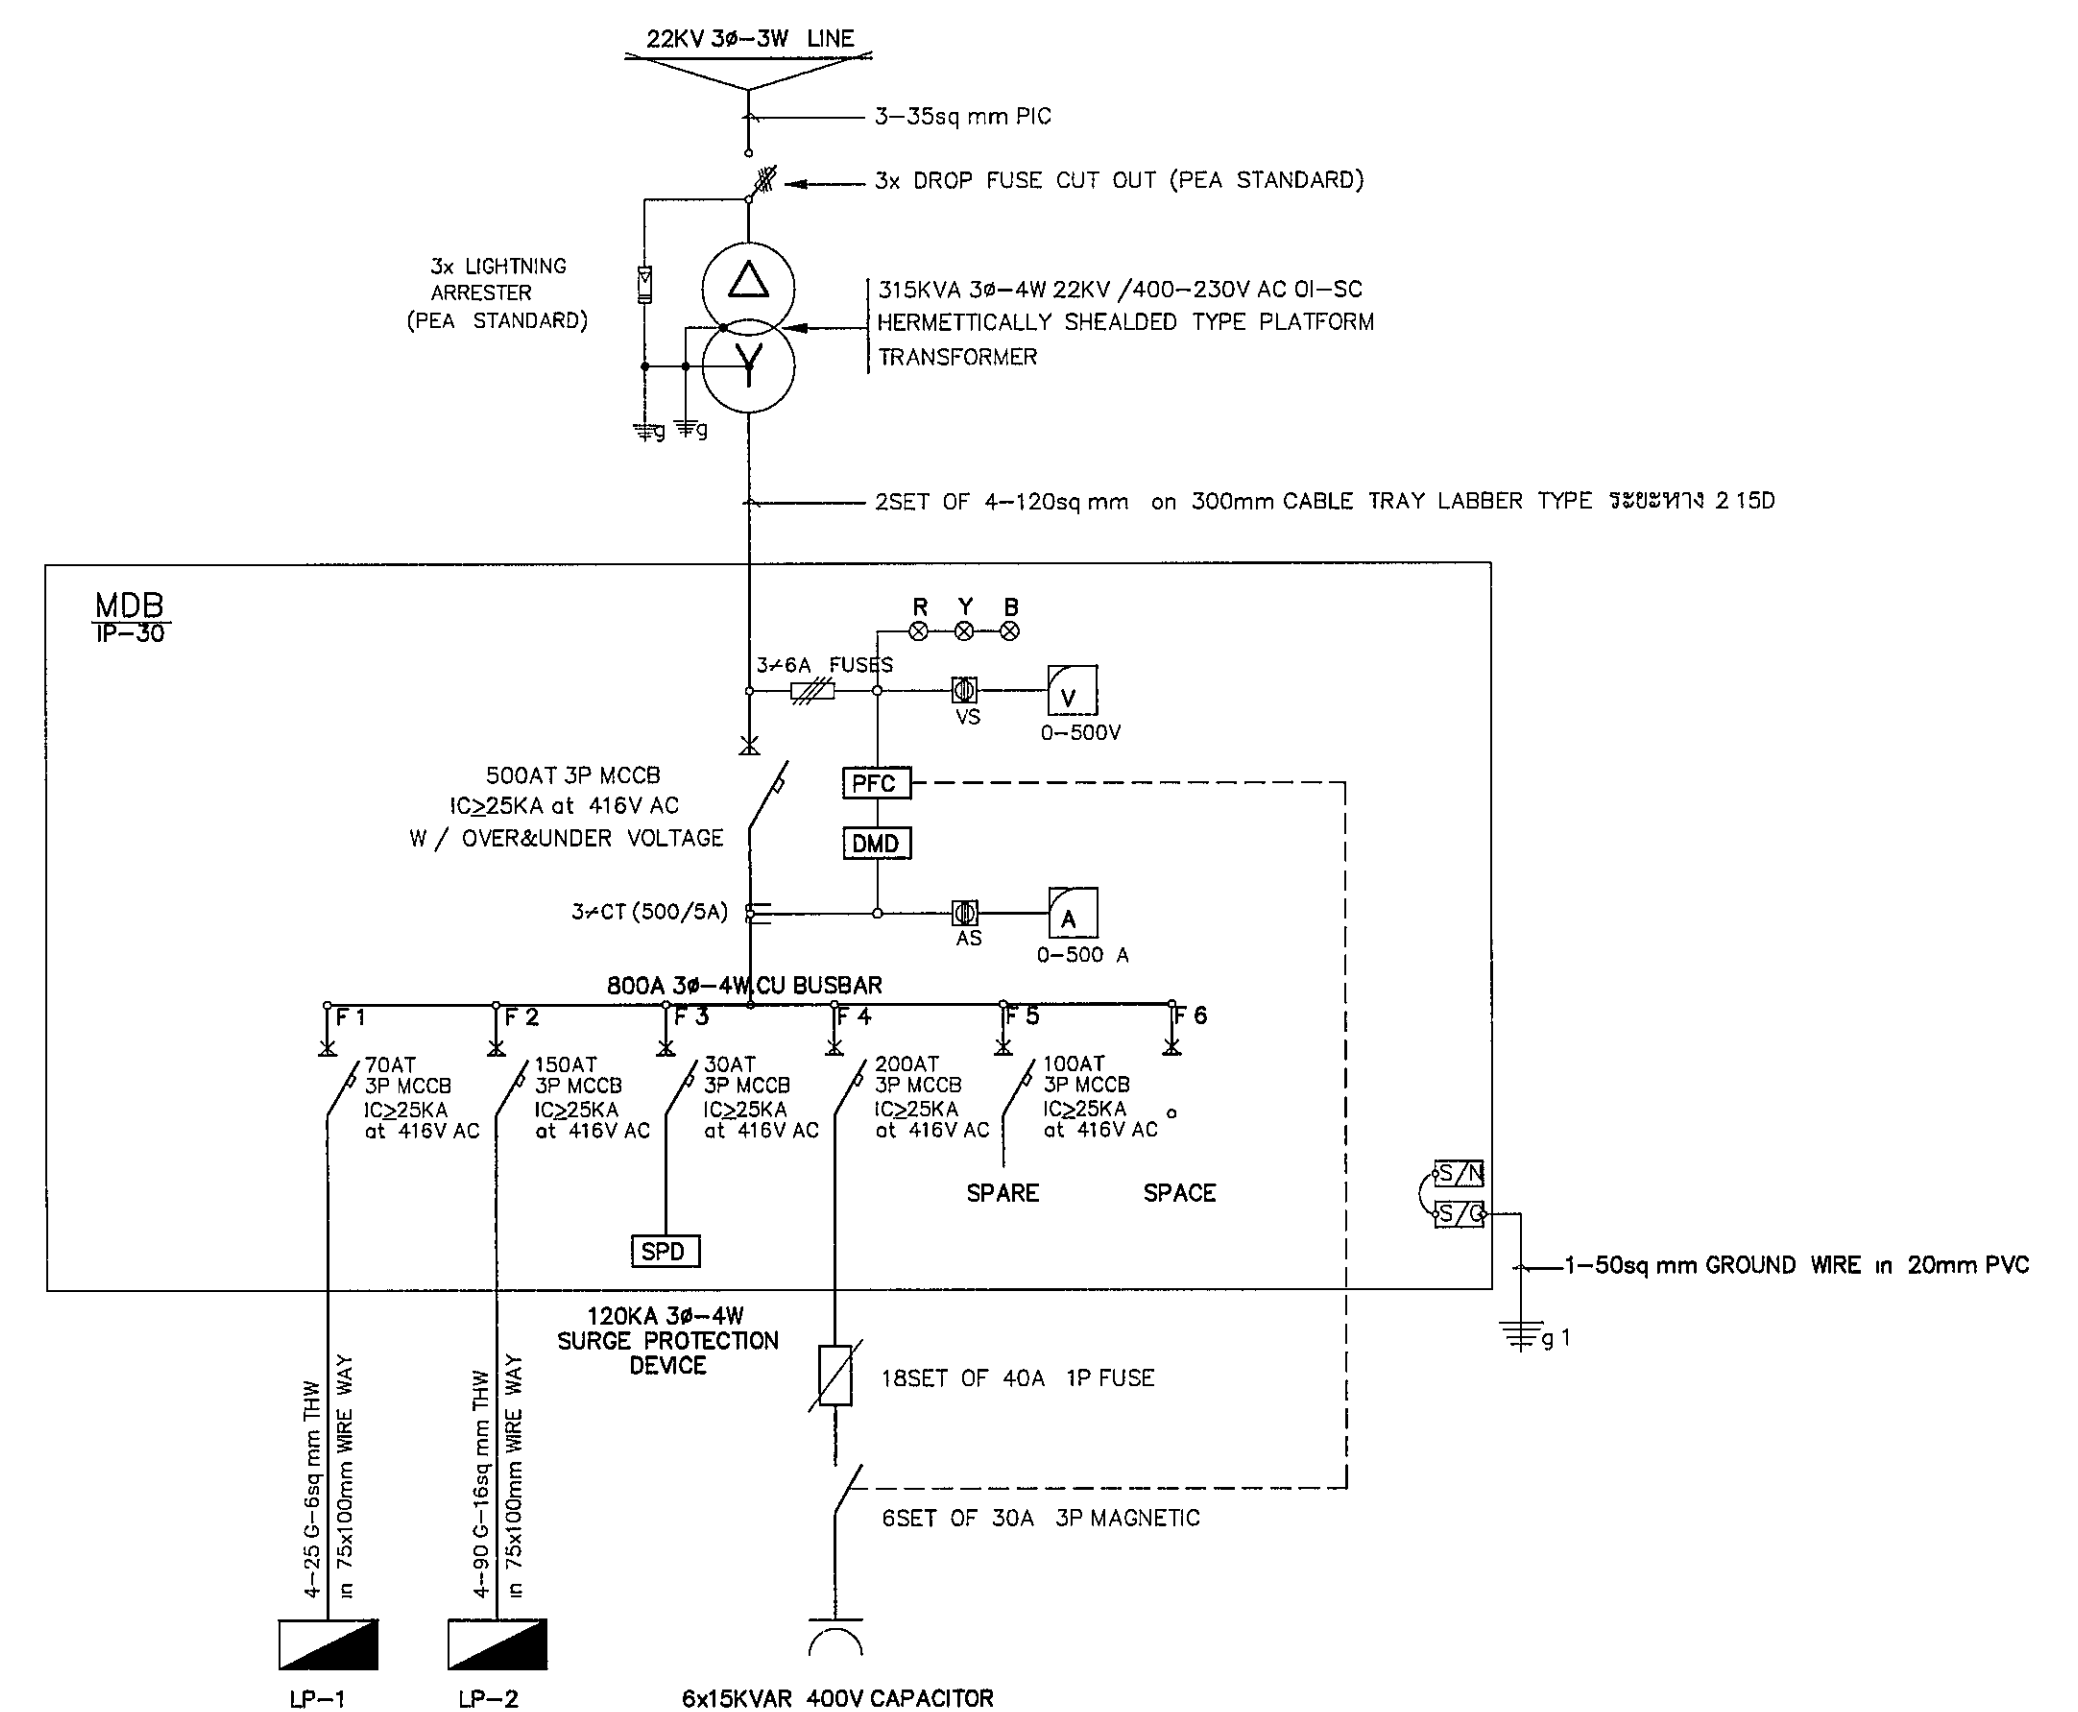 22KV 3ø-3W LINE
3-35sq mm PIC
3x DROP FUSE CUT OUT (PEA STANDARD)
3x LIGHTNING
ARRESTER
(PEA STANDARD)
315KVA 3ø-4W 22KV /400-230V AC OI-SC
HERMETTICALLY SHEALDED TYPE PLATFORM
TRANSFORMER
g
g
2SET OF 4-120sq mm on 300mm CABLE TRAY LABBER TYPE ระยะทาง 2 15D
MDB
IP-30
R Y B
3≠6A FUSES
VS
V
0-500V
500AT 3P MCCB
IC≥25KA at 416V AC
W / OVER&UNDER VOLTAGE
PFC
DMD
3≠CT (500/5A)
AS
A
0-500 A
800A 3ø-4W.CU BUSBAR
F 1
F 2
F 3
F 4
F 5
F 6
70AT
3P MCCB
IC≥25KA
at 416V AC
150AT
3P MCCB
IC≥25KA
at 416V AC
30AT
3P MCCB
IC≥25KA
at 416V AC
200AT
3P MCCB
IC≥25KA
at 416V AC
100AT
3P MCCB
IC≥25KA
at 416V AC
SPARE
SPACE
S/N
S/G
SPD
1-50sq mm GROUND WIRE in 20mm PVC
g 1
120KA 3ø-4W
SURGE PROTECTION
DEVICE
18SET OF 40A 1P FUSE
6SET OF 30A 3P MAGNETIC
4-25 G-6sq mm THW
in 75x100mm WIRE WAY
4-90 G-16sq mm THW
in 75x100mm WIRE WAY
LP-1
LP-2
6x15KVAR 400V CAPACITOR